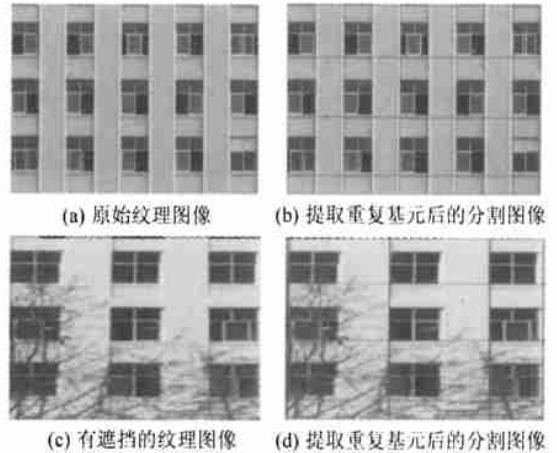 (a) 原始纹理图像
(b) 提取重复基元后的分割图像
(c) 有遮挡的纹理图像
(d) 提取重复基元后的分割图像